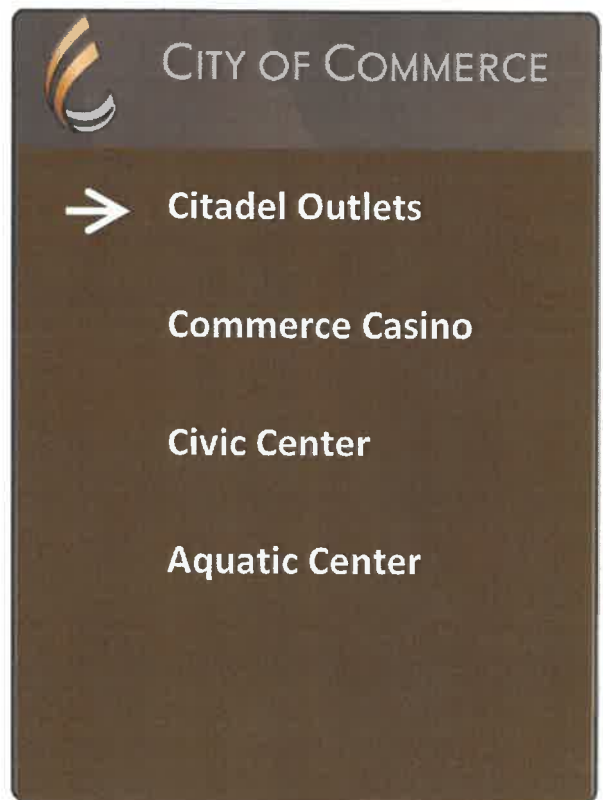 CITY OF COMMERCE
→ Citadel Outlets
Commerce Casino
Civic Center
Aquatic Center